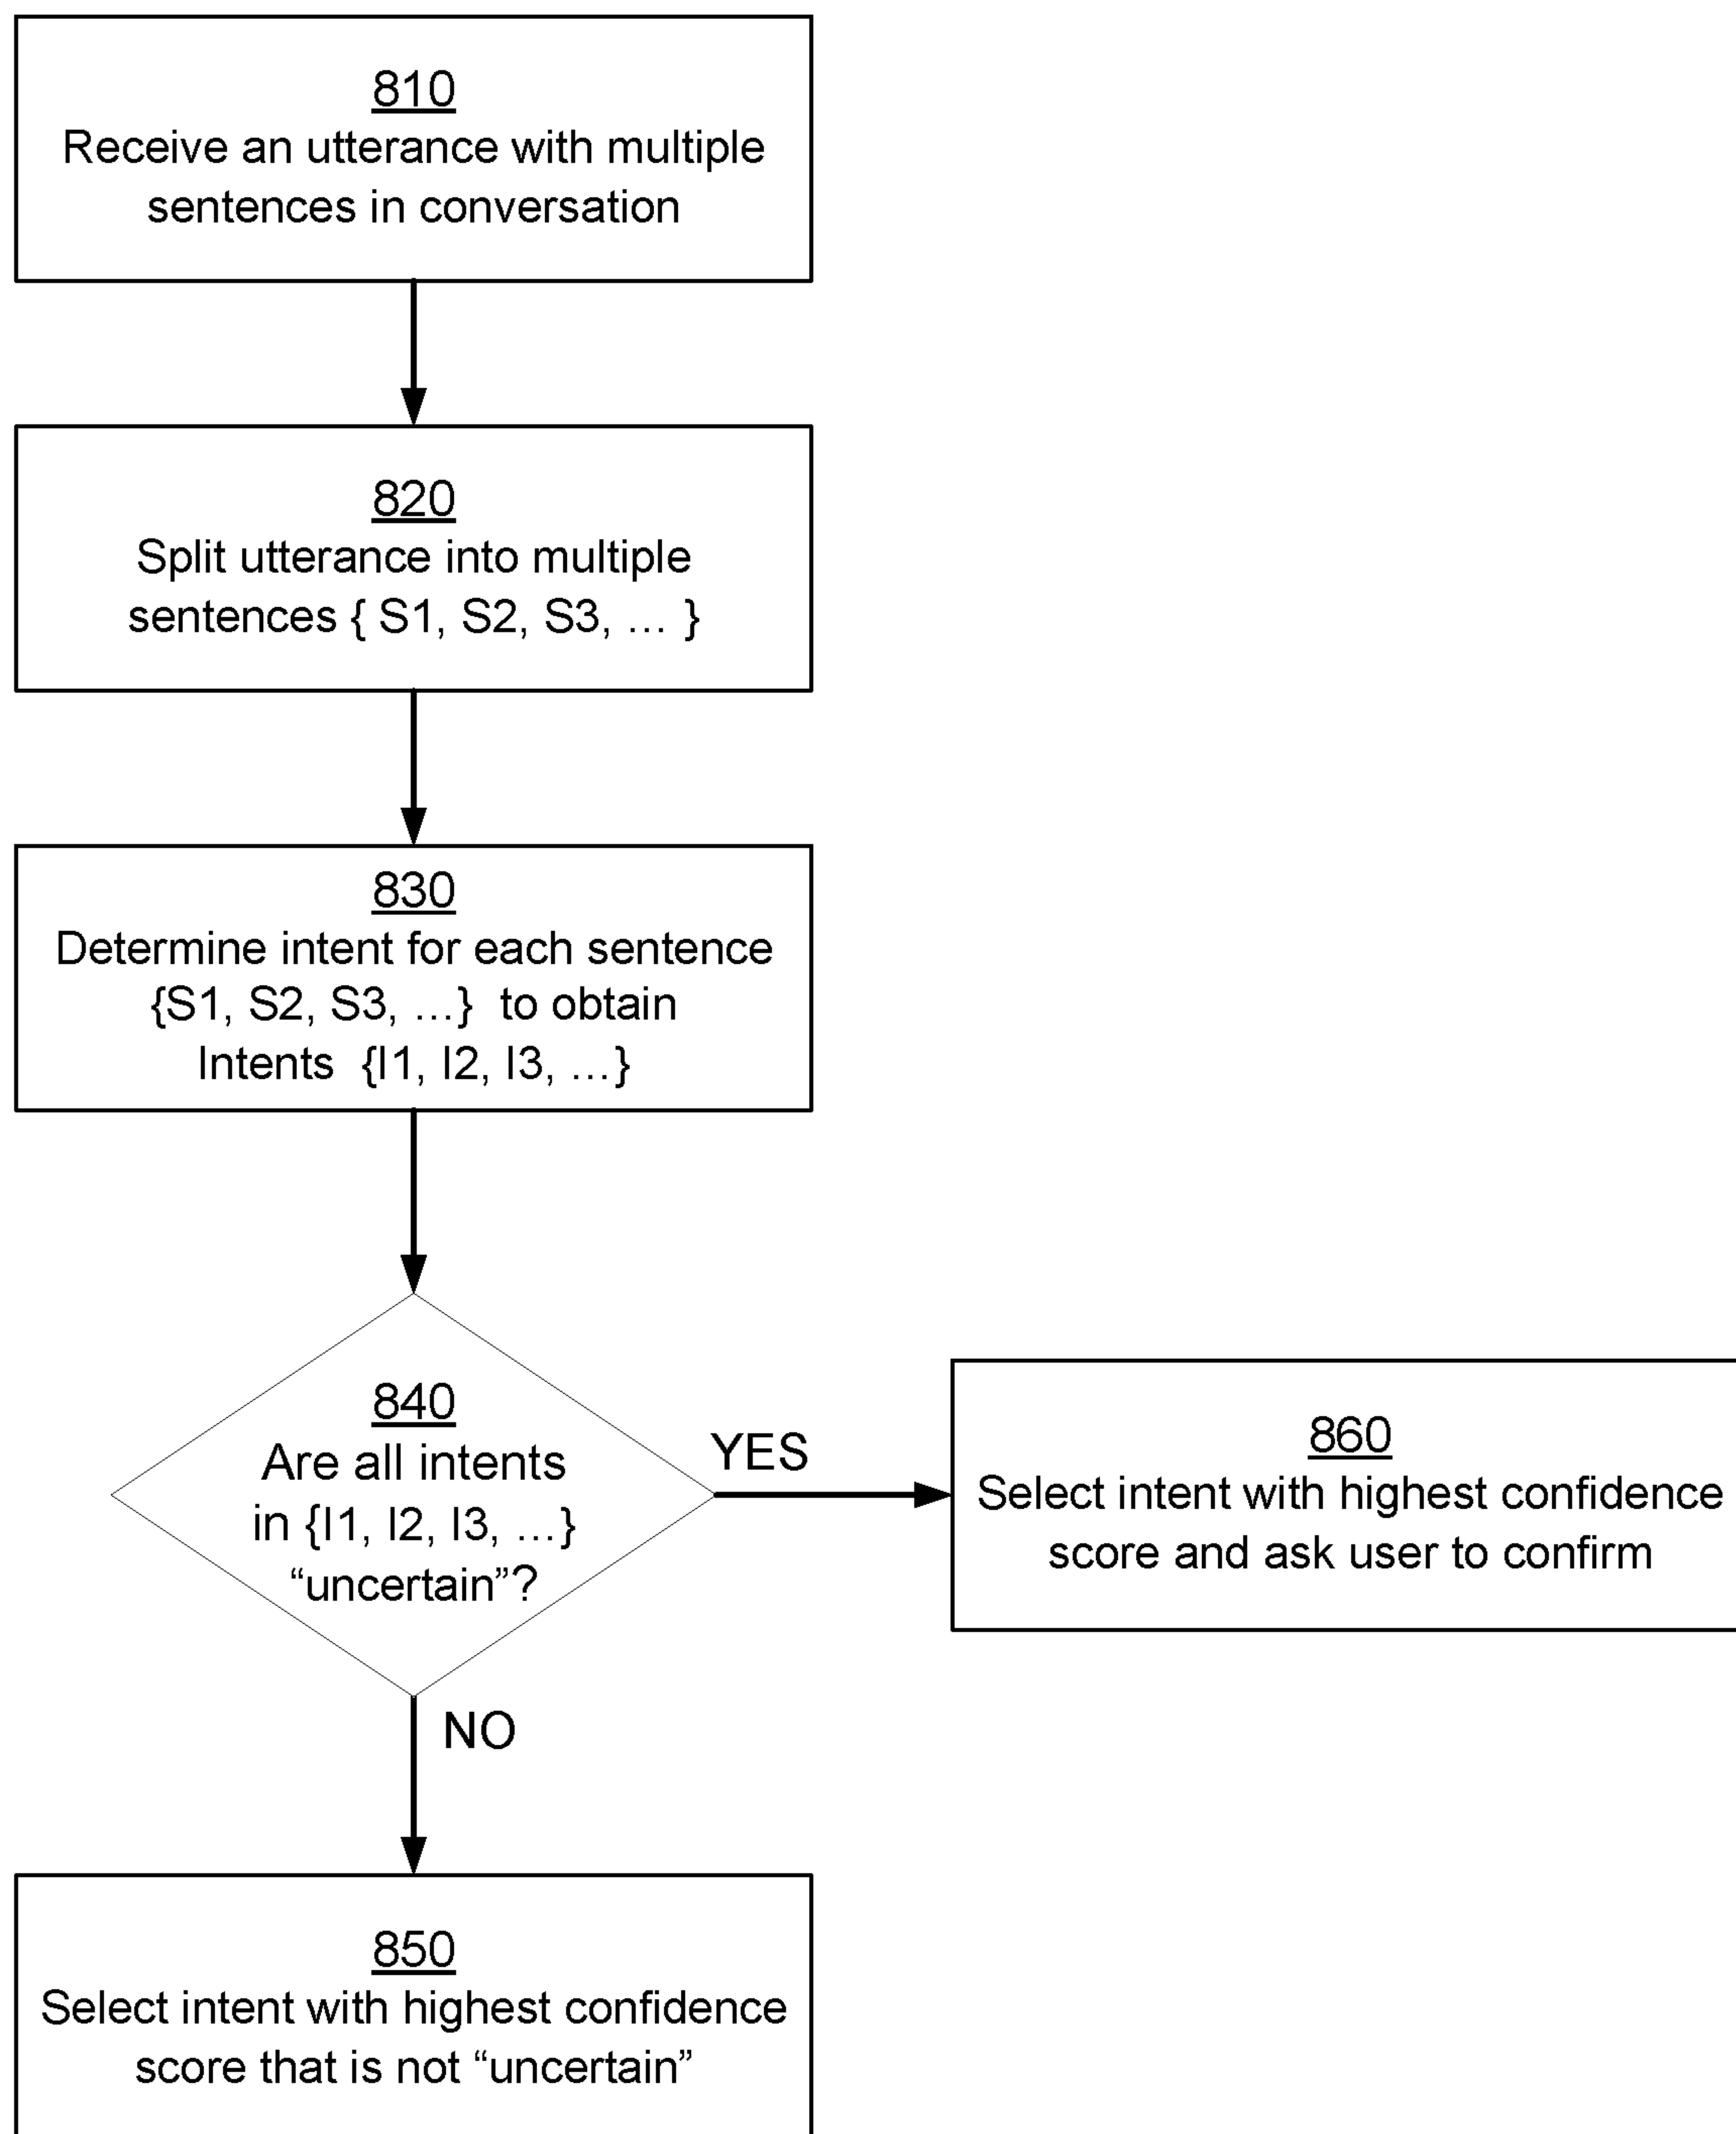 810
Receive an utterance with multiple
sentences in conversation
820
Split utterance into multiple
sentences { S1, S2, S3, … }
830
Determine intent for each sentence
{S1, S2, S3, …} to obtain
Intents {I1, I2, I3, …}
840
Are all intents
in {I1, I2, I3, …}
“uncertain”?
YES
860
Select intent with highest confidence
score and ask user to confirm
NO
850
Select intent with highest confidence
score that is not “uncertain”